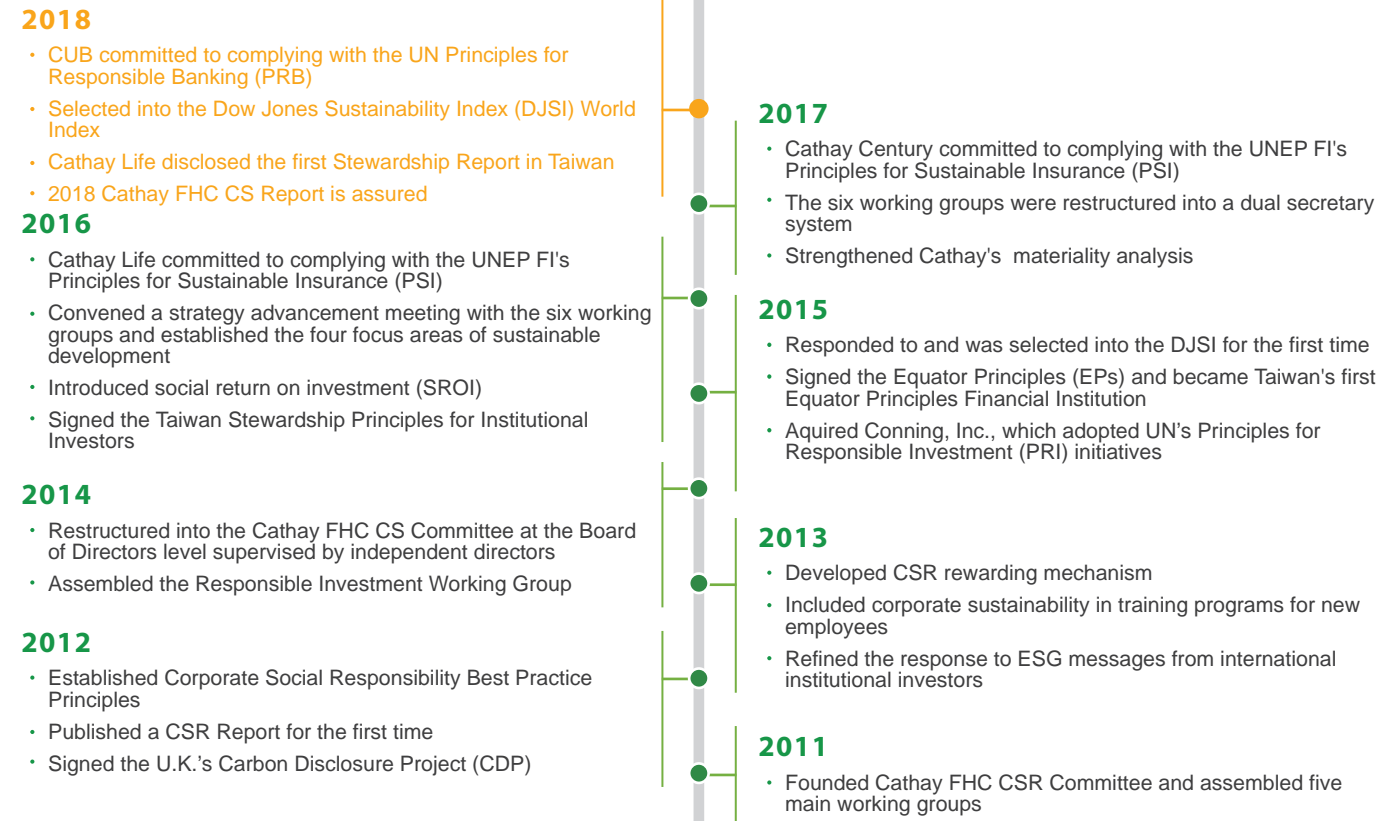 2018
• CUB committed to complying with the UN Principles for
Responsible Banking (PRB)
• Selected into the Dow Jones Sustainability Index (DJSI) World
Index
• Cathay Life disclosed the first Stewardship Report in Taiwan
• 2018 Cathay FHC CS Report is assured
2017
• Cathay Century committed to complying with the UNEP FI's
Principles for Sustainable Insurance (PSI)
• The six working groups were restructured into a dual secretary
system
• Strengthened Cathay's  materiality analysis
2016
• Cathay Life committed to complying with the UNEP FI's
Principles for Sustainable Insurance (PSI)
• Convened a strategy advancement meeting with the six working
groups and established the four focus areas of sustainable
development
• Introduced social return on investment (SROI)
• Signed the Taiwan Stewardship Principles for Institutional
Investors
2015
• Responded to and was selected into the DJSI for the first time
• Signed the Equator Principles (EPs) and became Taiwan's first
Equator Principles Financial Institution
• Aquired Conning, Inc., which adopted UN’s Principles for
Responsible Investment (PRI) initiatives
2014
• Restructured into the Cathay FHC CS Committee at the Board
of Directors level supervised by independent directors
• Assembled the Responsible Investment Working Group
2013
• Developed CSR rewarding mechanism
• Included corporate sustainability in training programs for new
employees
• Refined the response to ESG messages from international
institutional investors
2012
• Established Corporate Social Responsibility Best Practice
Principles
• Published a CSR Report for the first time
• Signed the U.K.'s Carbon Disclosure Project (CDP)
2011
• Founded Cathay FHC CSR Committee and assembled five
main working groups